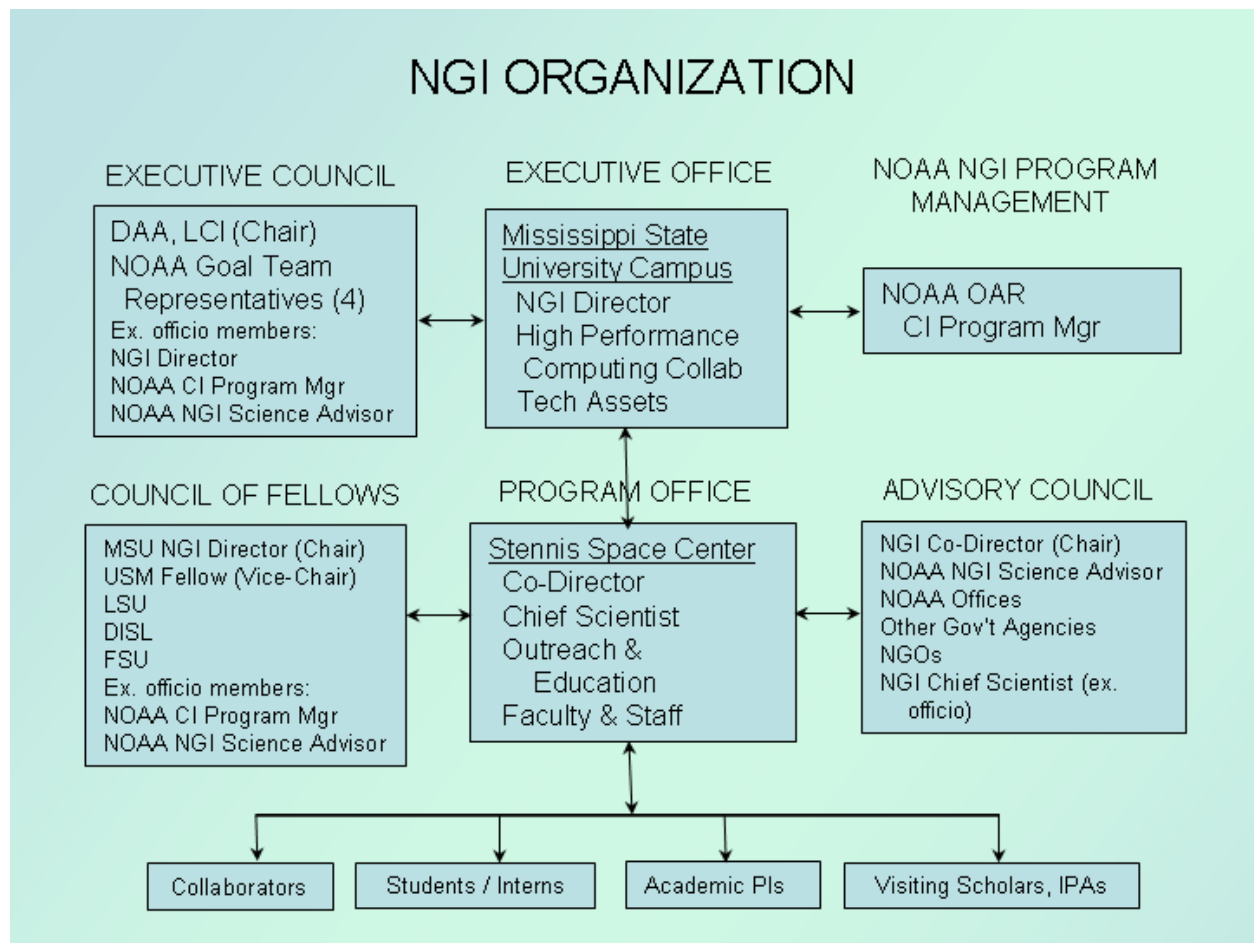 NGI ORGANIZATION
EXECUTIVE COUNCIL
DAA, LCI (Chair)
NOAA Goal Team
Representatives (4)
Ex. officio members:
NGI Director
NOAA CI Program Mgr
NOAA NGI Science Advisor
EXECUTIVE OFFICE
Mississippi State
University Campus
NGI Director
High Performance
Computing Collab
Tech Assets
NOAA NGI PROGRAM
MANAGEMENT
NOAA OAR
CI Program Mgr
COUNCIL OF FELLOWS
MSU NGI Director (Chair)
USM Fellow (Vice-Chair)
LSU
DISL
FSU
Ex. officio members:
NOAA CI Program Mgr
NOAA NGI Science Advisor
PROGRAM OFFICE
Stennis Space Center
Co-Director
Chief Scientist
Outreach &
Education
Faculty & Staff
ADVISORY COUNCIL
NGI Co-Director (Chair)
NOAA NGI Science Advisor
NOAA Offices
Other Gov't Agencies
NGOs
NGI Chief Scientist (ex.
officio)
Collaborators
Students / Interns
Academic PIs
Visiting Scholars, IPAs